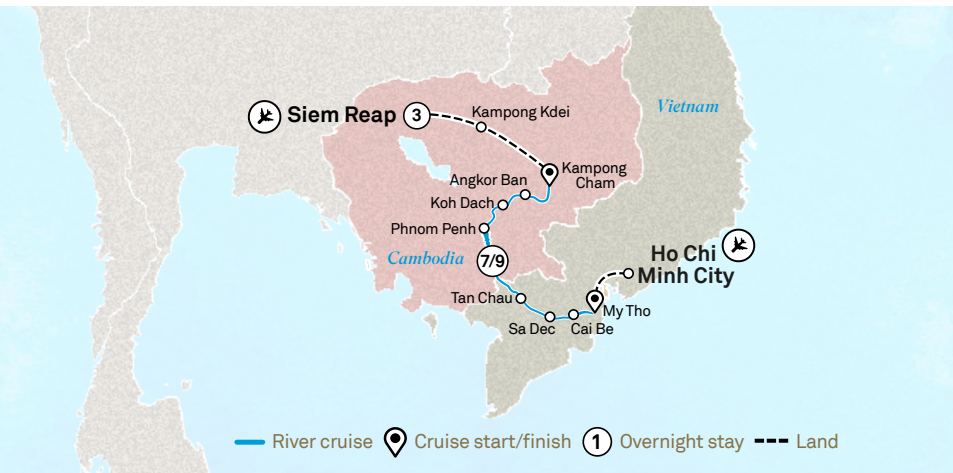 Vietnam
Siem Reap
3
Kampong Kdei
Kampong
Cham
Angkor Ban
Koh Dach
Phnom Penh
Cambodia
7/9
Ho Chi
Minh City
Tan Chau
My Tho
Sa Dec
Cai Be
River cruise
Cruise start/finish
1
Overnight stay
Land